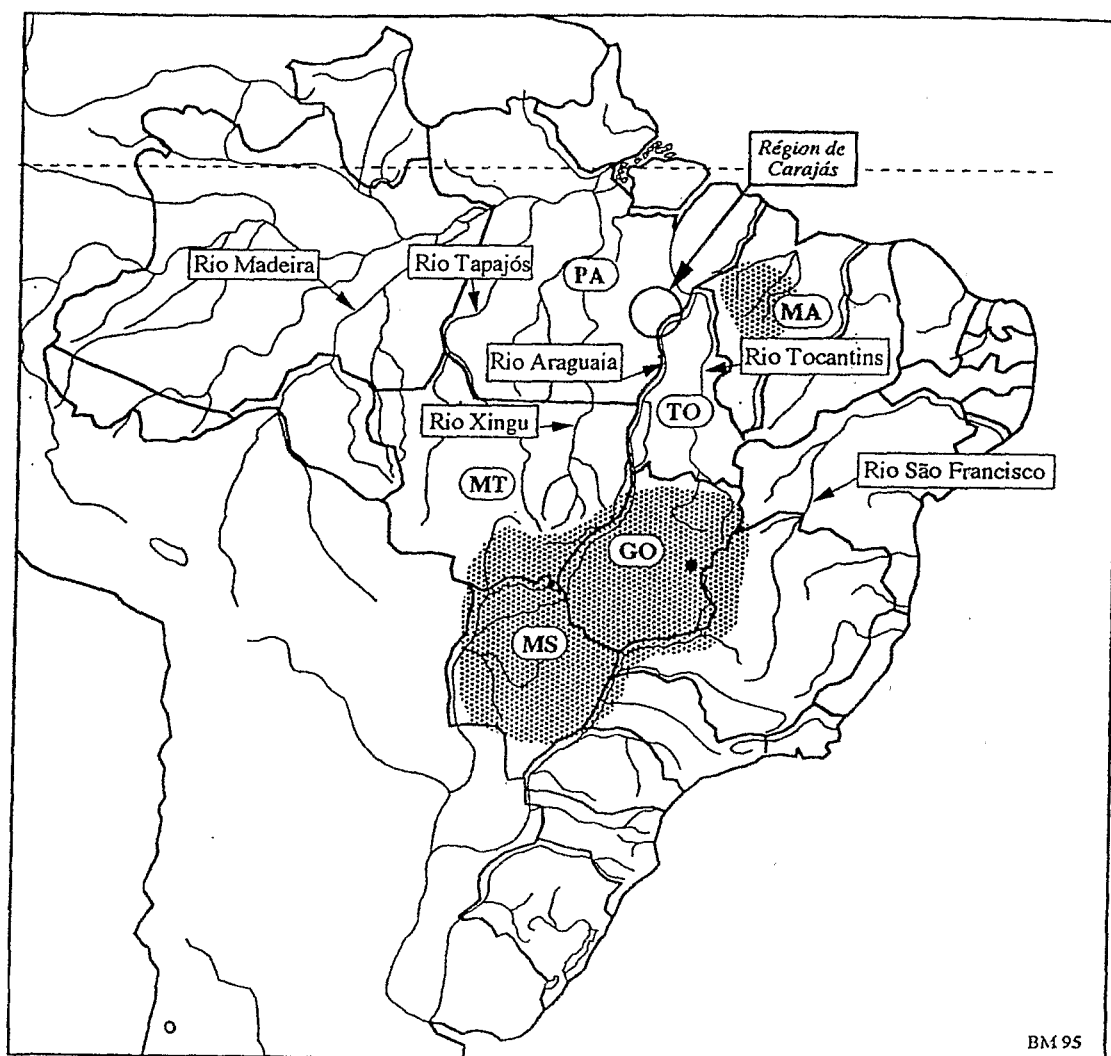 Région de
Carajás
Rio Madeira
Rio Tapajós
PA
MA
Rio Araguaia
Rio Tocantins
TO
Rio Xingu
Rio São Francisco
MT
GO
MS
BM 95